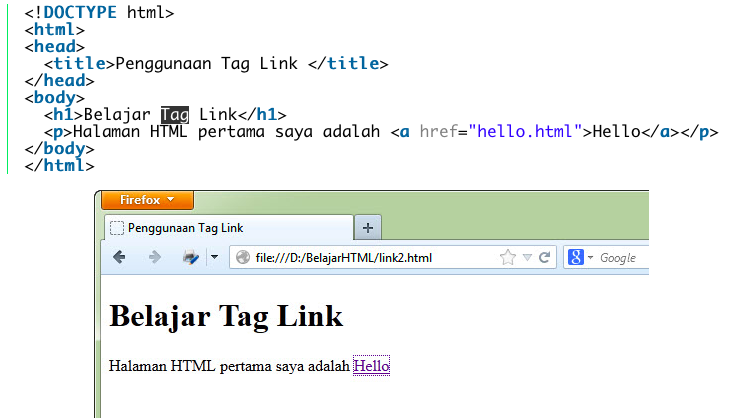 <!DOCTYPE html>
<html>
<head>
<title>Penggunaan Tag Link </title>
</head>
<body>
<h1>Belajar Tag Link</h1>
<p>Halaman HTML pertama saya adalah <a href="hello.html">Hello</a></p>
</body>
</html>
Firefox
Penggunaan Tag Link
file:///D:/BelajarHTML/link2.html
Google
Belajar Tag Link
Halaman HTML pertama saya adalah Hello